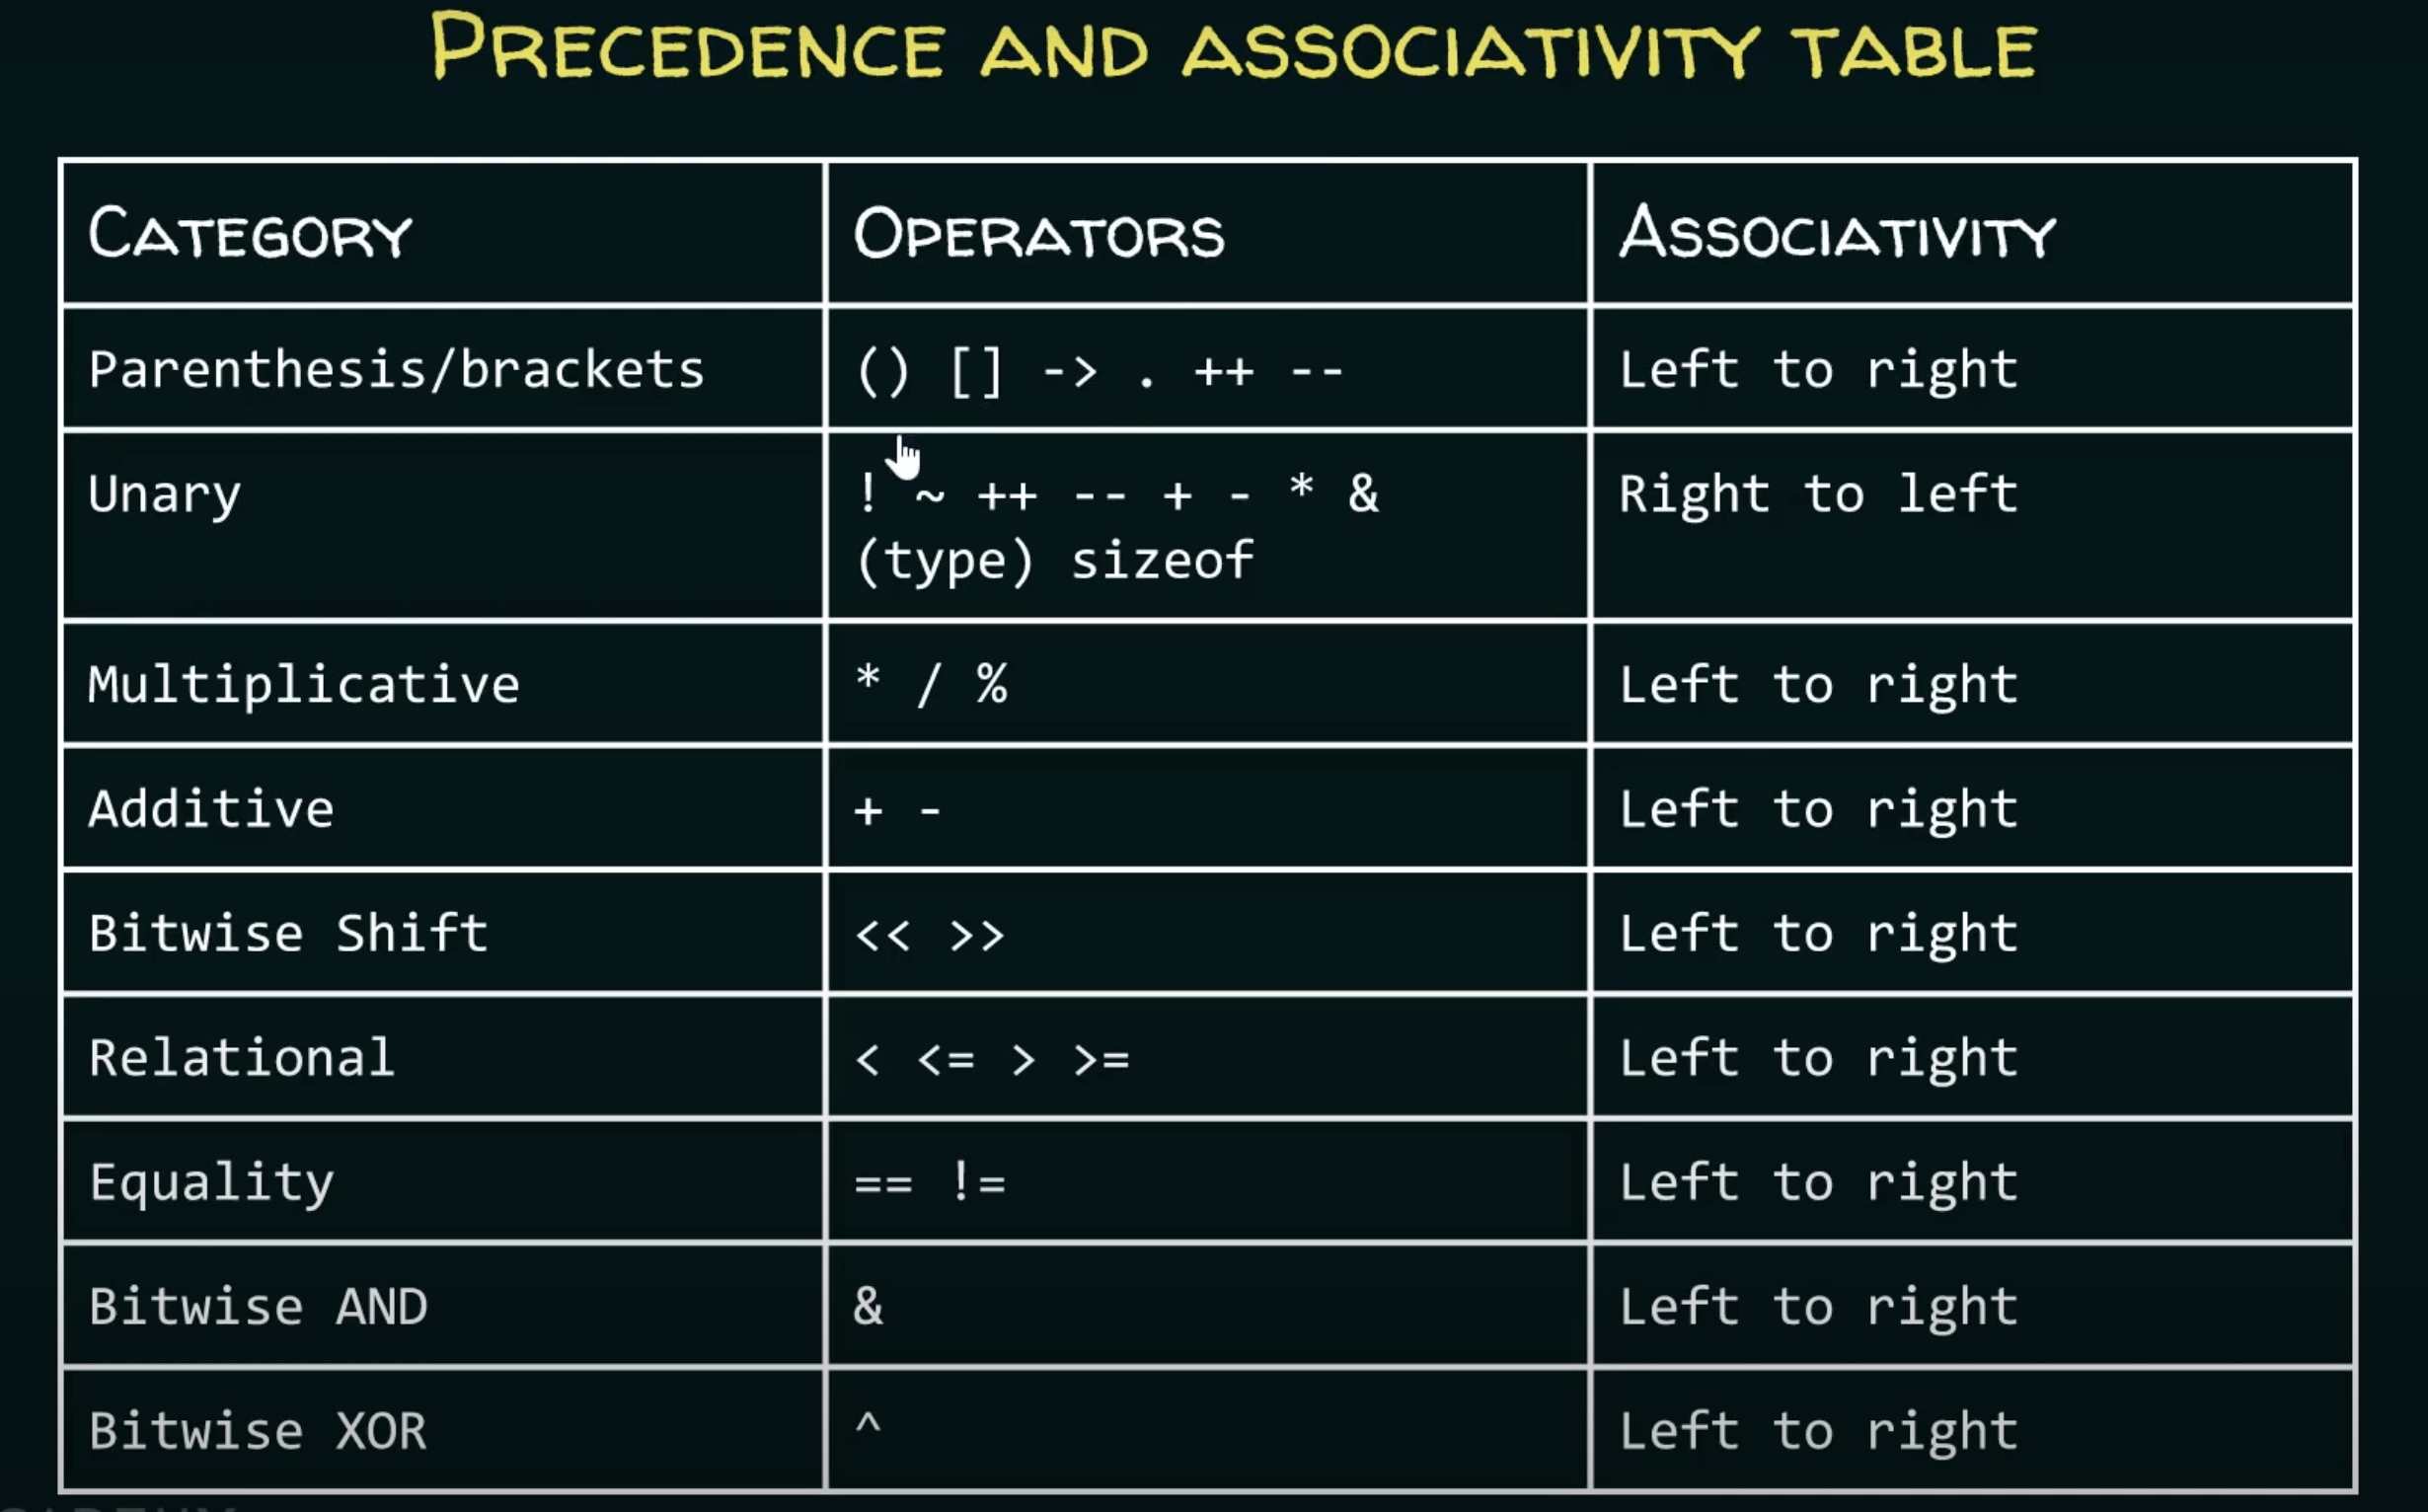 PRECEDENCE AND ASSOCIATIVITY TABLE
CATEGORY OPERATORS ASSOCIATIVITY
Parenthesis/brackets () [] -> . ++ -- Left to right
Unary ! ~ ++ -- + - * & Right to left
(type) sizeof
Multiplicative * / % Left to right
Additive + - Left to right
Bitwise Shift << >> Left to right
Relational < <= > >= Left to right
Equality == != Left to right
Bitwise AND & Left to right
Bitwise XOR ^ Left to right